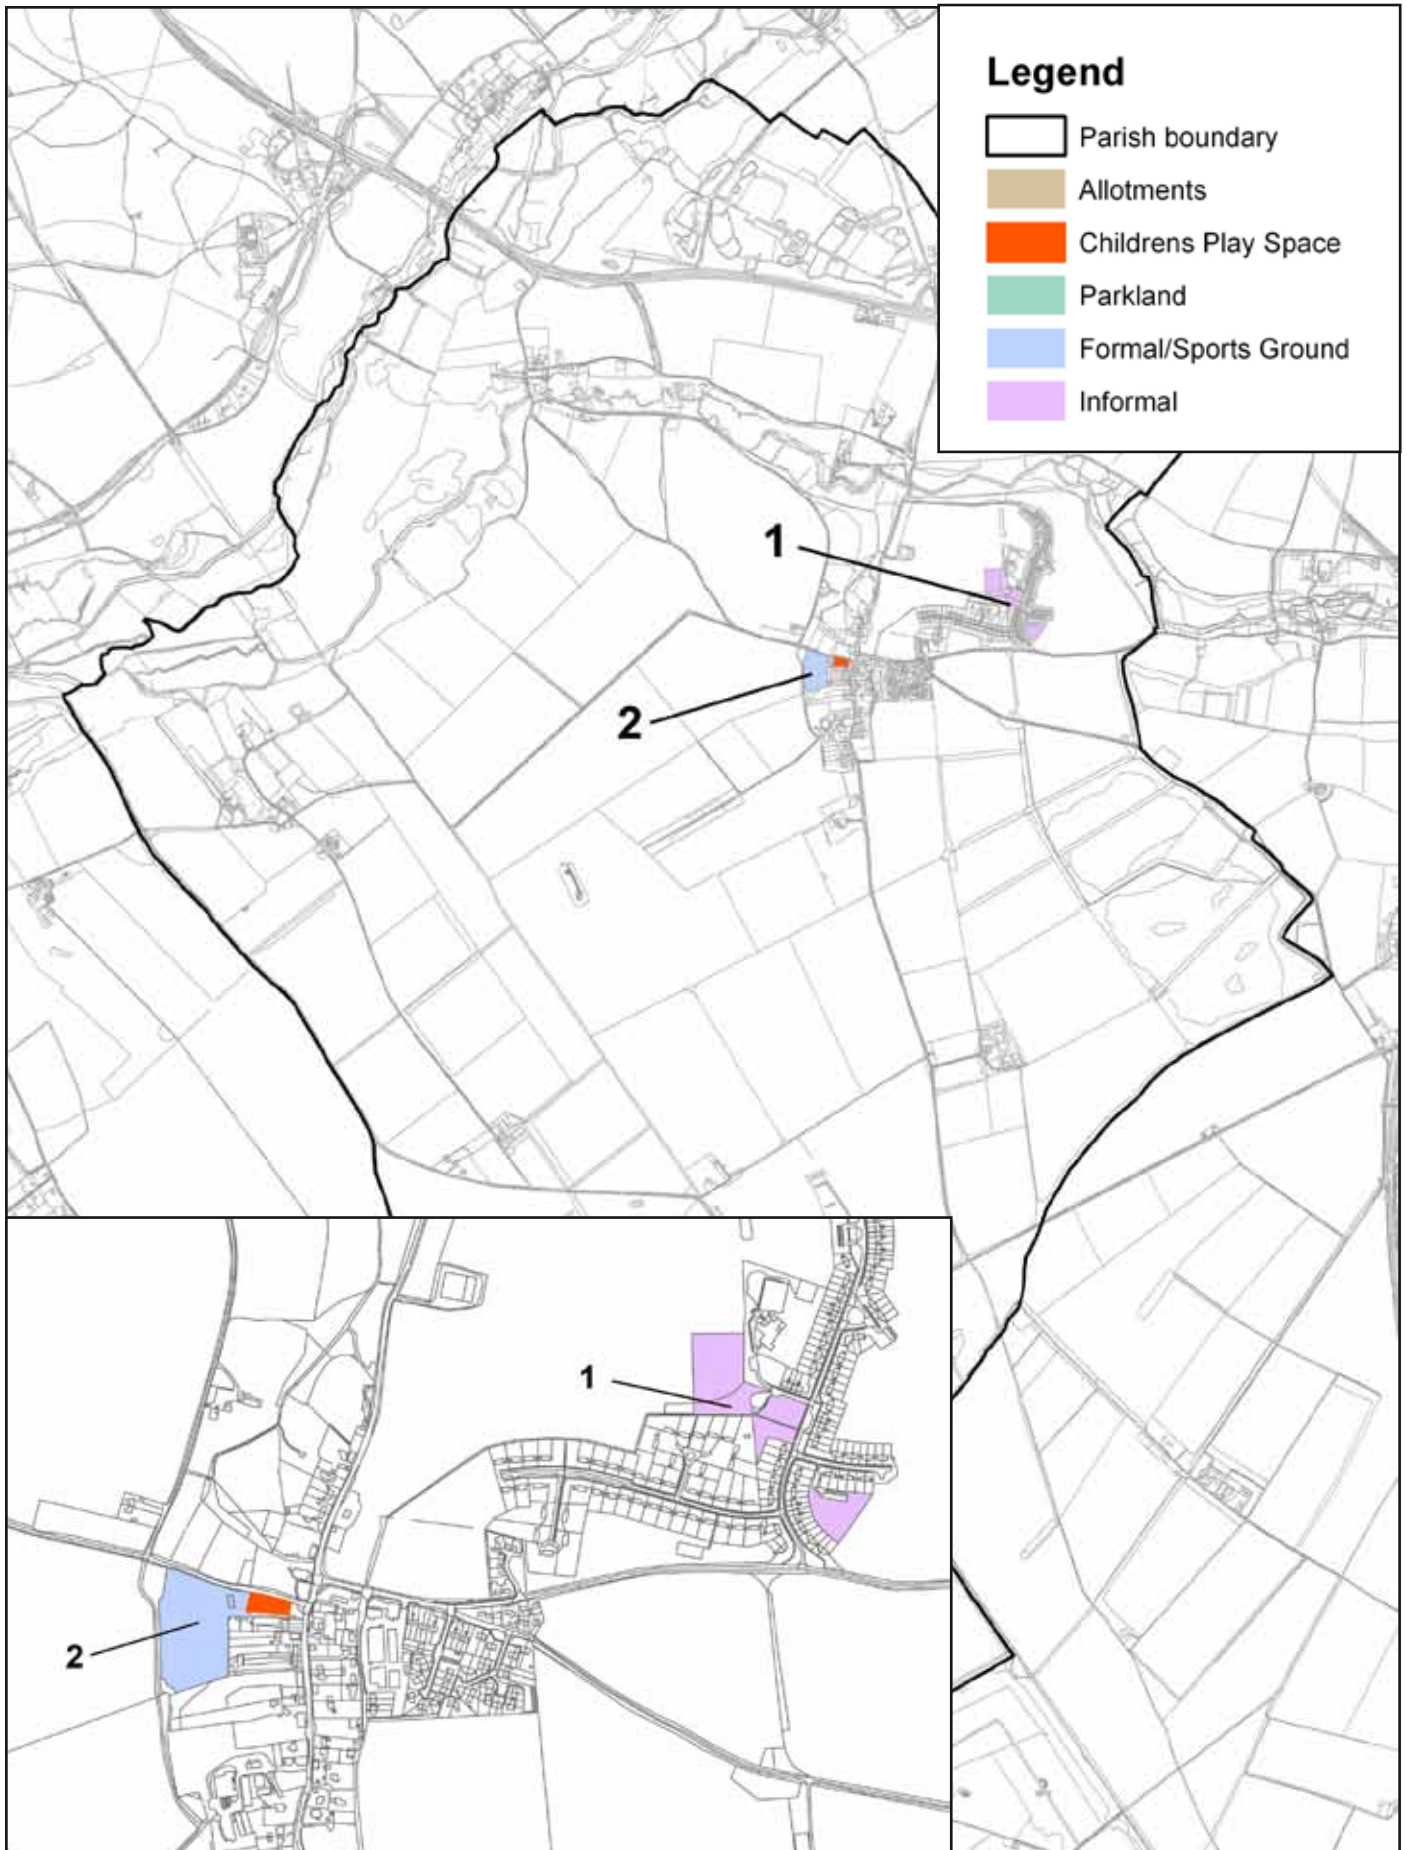 Legend
Parish boundary
Allotments
Childrens Play Space
Parkland
Formal/Sports Ground
Informal
1
2
1
2